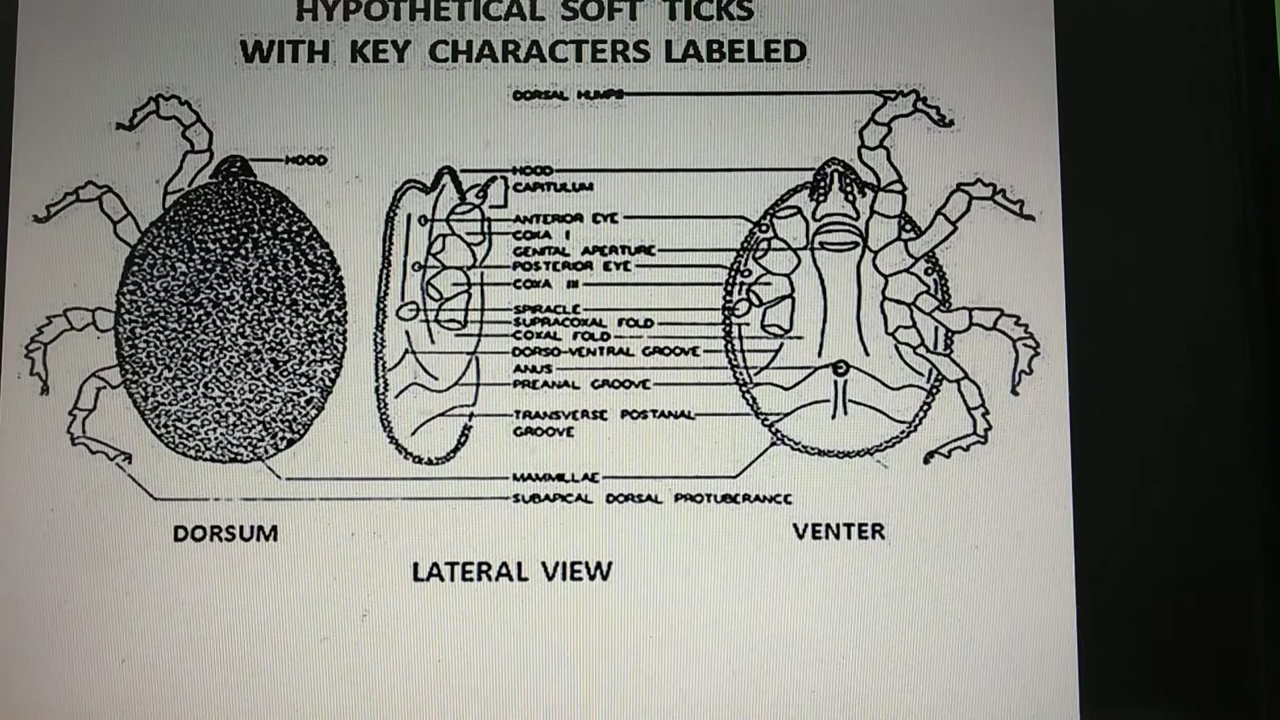 HYPOTHETICAL SOFT TICKS
WITH KEY CHARACTERS LABELED
DORSAL HUMPS
HOOD
HOOD
CAPITULUM
ANTERIOR EYE
COXA I
GENITAL APERTURE
POSTERIOR EYE
COXA III
SPIRACLE
SUPRACOXAL FOLD
COXAL FOLD
DORSO-VENTRAL GROOVE
ANUS
PREANAL GROOVE
TRANSVERSE POSTANAL
GROOVE
MAMMILLAE
SUBAPICAL DORSAL PROTUBERANCE
DORSUM
VENTER
LATERAL VIEW